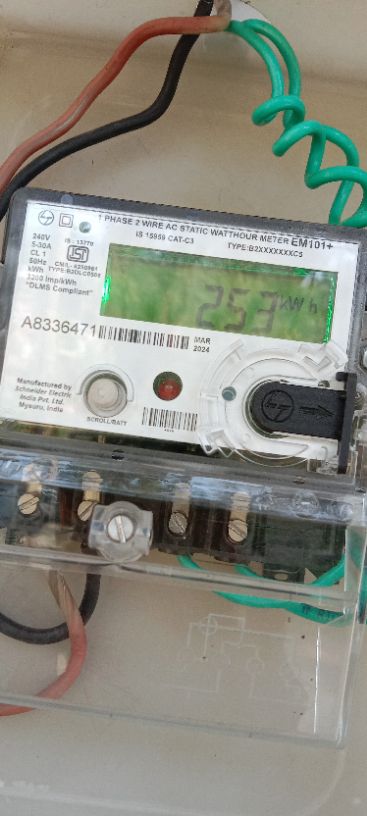 1 PHASE 2 WIRE AC STATIC WATTHOUR METER EM101+
IS 15959 CAT-C3
TYPE:B2XXXXXXXC5
240V
5-30A
CL 1
50Hz
kWh
3200 Imp/kWh
"DLMS Compliant"
IS : 13779
A8336471
MAR
2024
Manufactured by
Schneider Electric
India Pvt. Ltd.
Mysuru, India
SCROLL/BATT